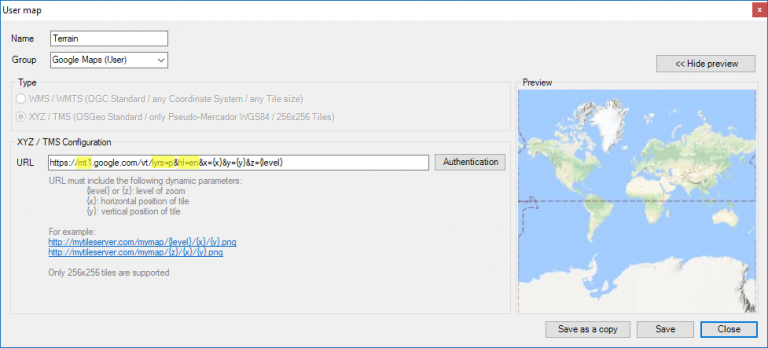 User map
x
Name
Terrain
Group
Google Maps (User)
<< Hide preview
Type
WMS / WMTS (OGC Standard / any Coordinate System / any Tile size)
XYZ / TMS (OSGeo Standard / only Pseudo-Mercador WGS84 / 256x256 Tiles)
Preview
XYZ / TMS Configuration
URL
https://mt1.google.com/vt/lyrs=p&hl=en&x={x}&y={y}&z={level}
Authentication
URL must include the following dynamic parameters:
{level} or {z}: level of zoom
{x}: horizontal position of tile
{y}: vertical position of tile
For example:
http://mytileserver.com/mymap/{level}/{x}/{y}.png
http://mytileserver.com/mymap/{z}/{x}/{y}.png
Only 256x256 tiles are supported
Save as a copy
Save
Close